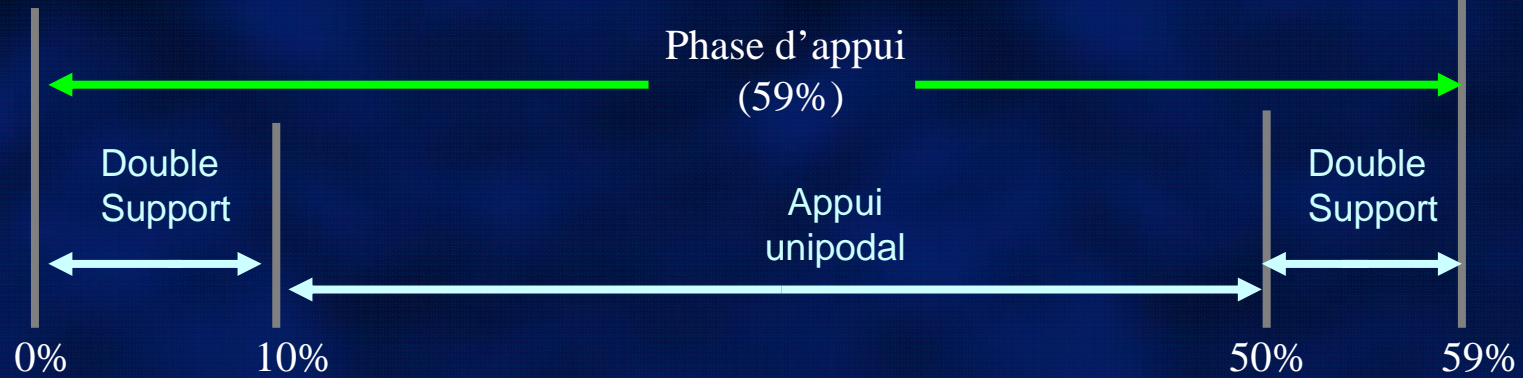 Phase d’appui
(59%)
Double
Support
Appui
unipodal
Double
Support
0%
10%
50%
59%